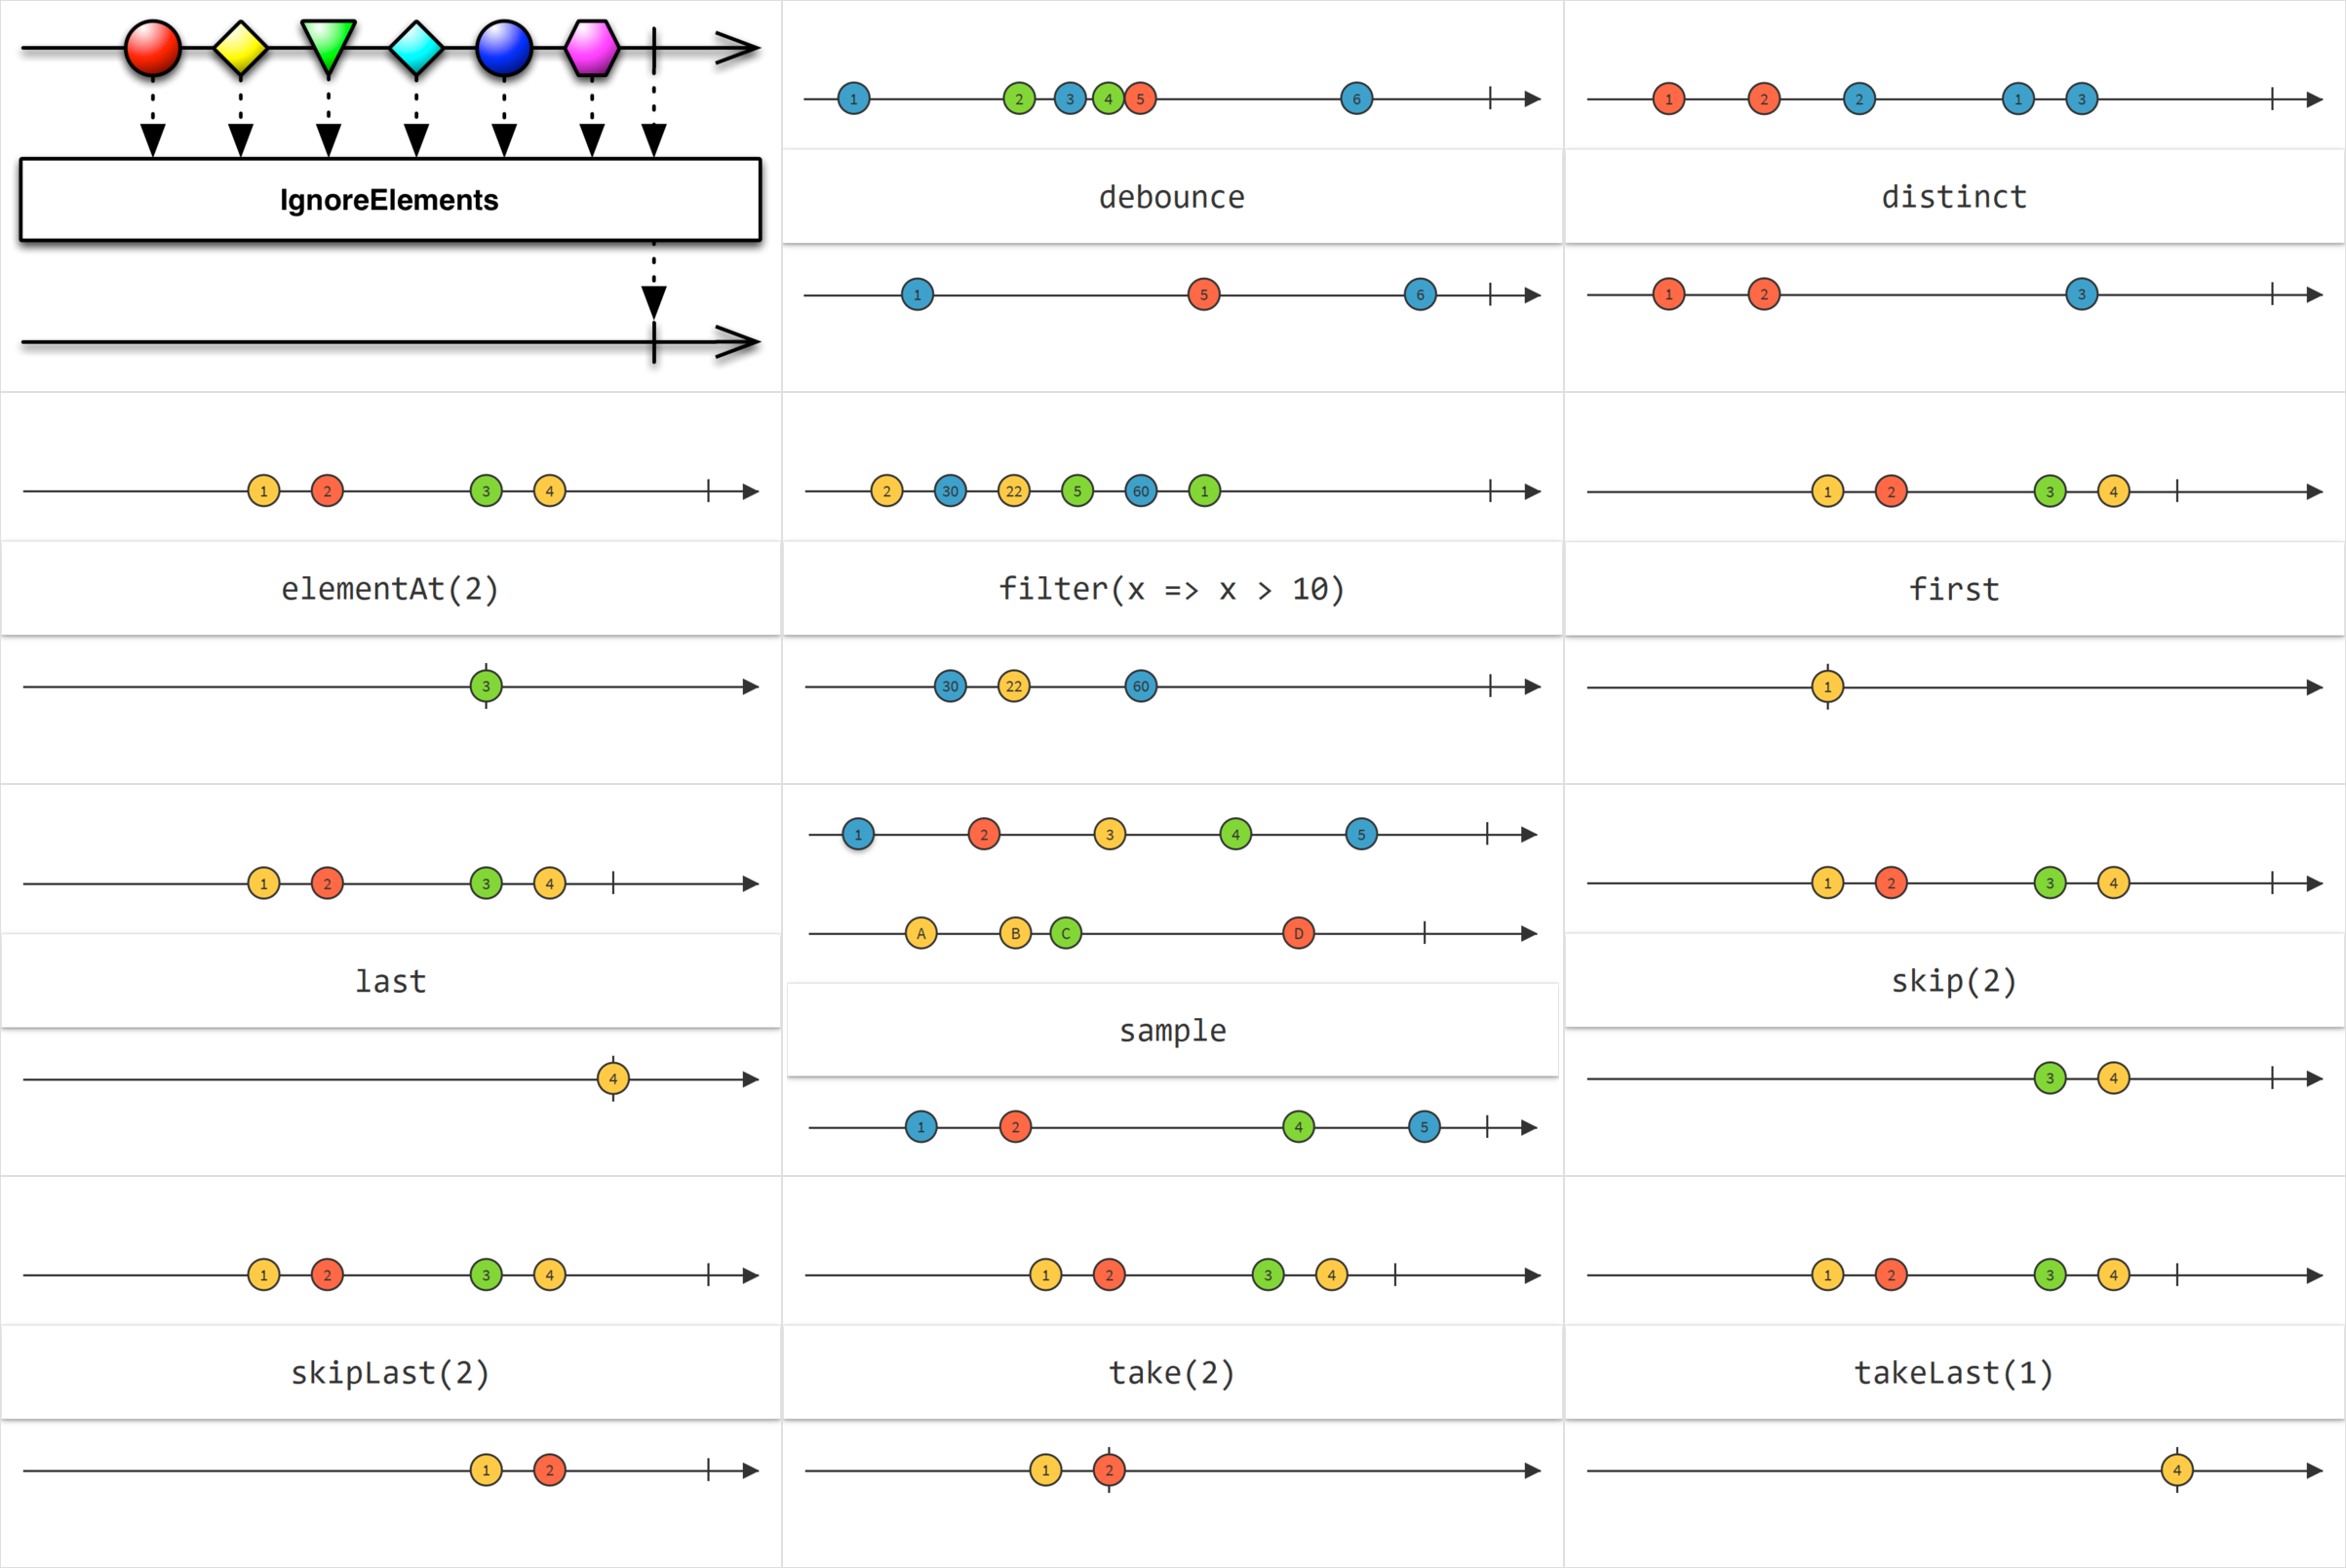 IgnoreElements
1 2 3 4 5 6
debounce
1 5 6
1 2 2 1 3
distinct
1 2 3
1 2 3 4
elementAt(2)
3
2 30 22 5 60 1
filter(x => x > 10)
30 22 60
1 2 3 4
first
1
1 2 3 4
last
4
1 2 3 4 5
A B C D
sample
1 2 4 5
1 2 3 4
skip(2)
3 4
1 2 3 4
skipLast(2)
1 2
1 2 3 4
take(2)
1 2
1 2 3 4
takeLast(1)
4